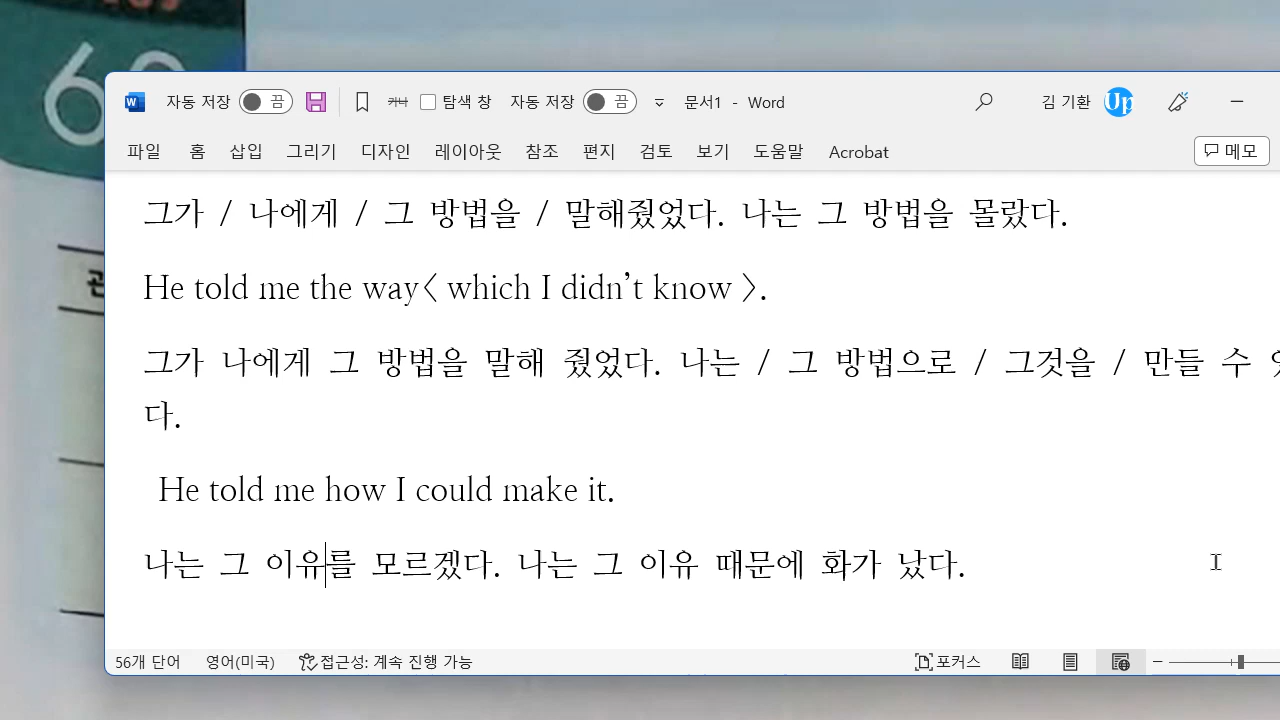 자동 저장 끔 가나 탐색 창 자동 저장 끔 문서1 - Word 김 기환 Up
파일 홈 삽입 그리기 디자인 레이아웃 참조 편지 검토 보기 도움말 Acrobat 메모
그가 / 나에게 / 그 방법을 / 말해줬었다. 나는 그 방법을 몰랐다.
He told me the way〈 which I didn’t know 〉.
그가 나에게 그 방법을 말해 줬었다. 나는 / 그 방법으로 / 그것을 / 만들 수
다.
He told me how I could make it.
나는 그 이유를 모르겠다. 나는 그 이유 때문에 화가 났다.
56개 단어 영어(미국) 접근성: 계속 진행 가능 포커스